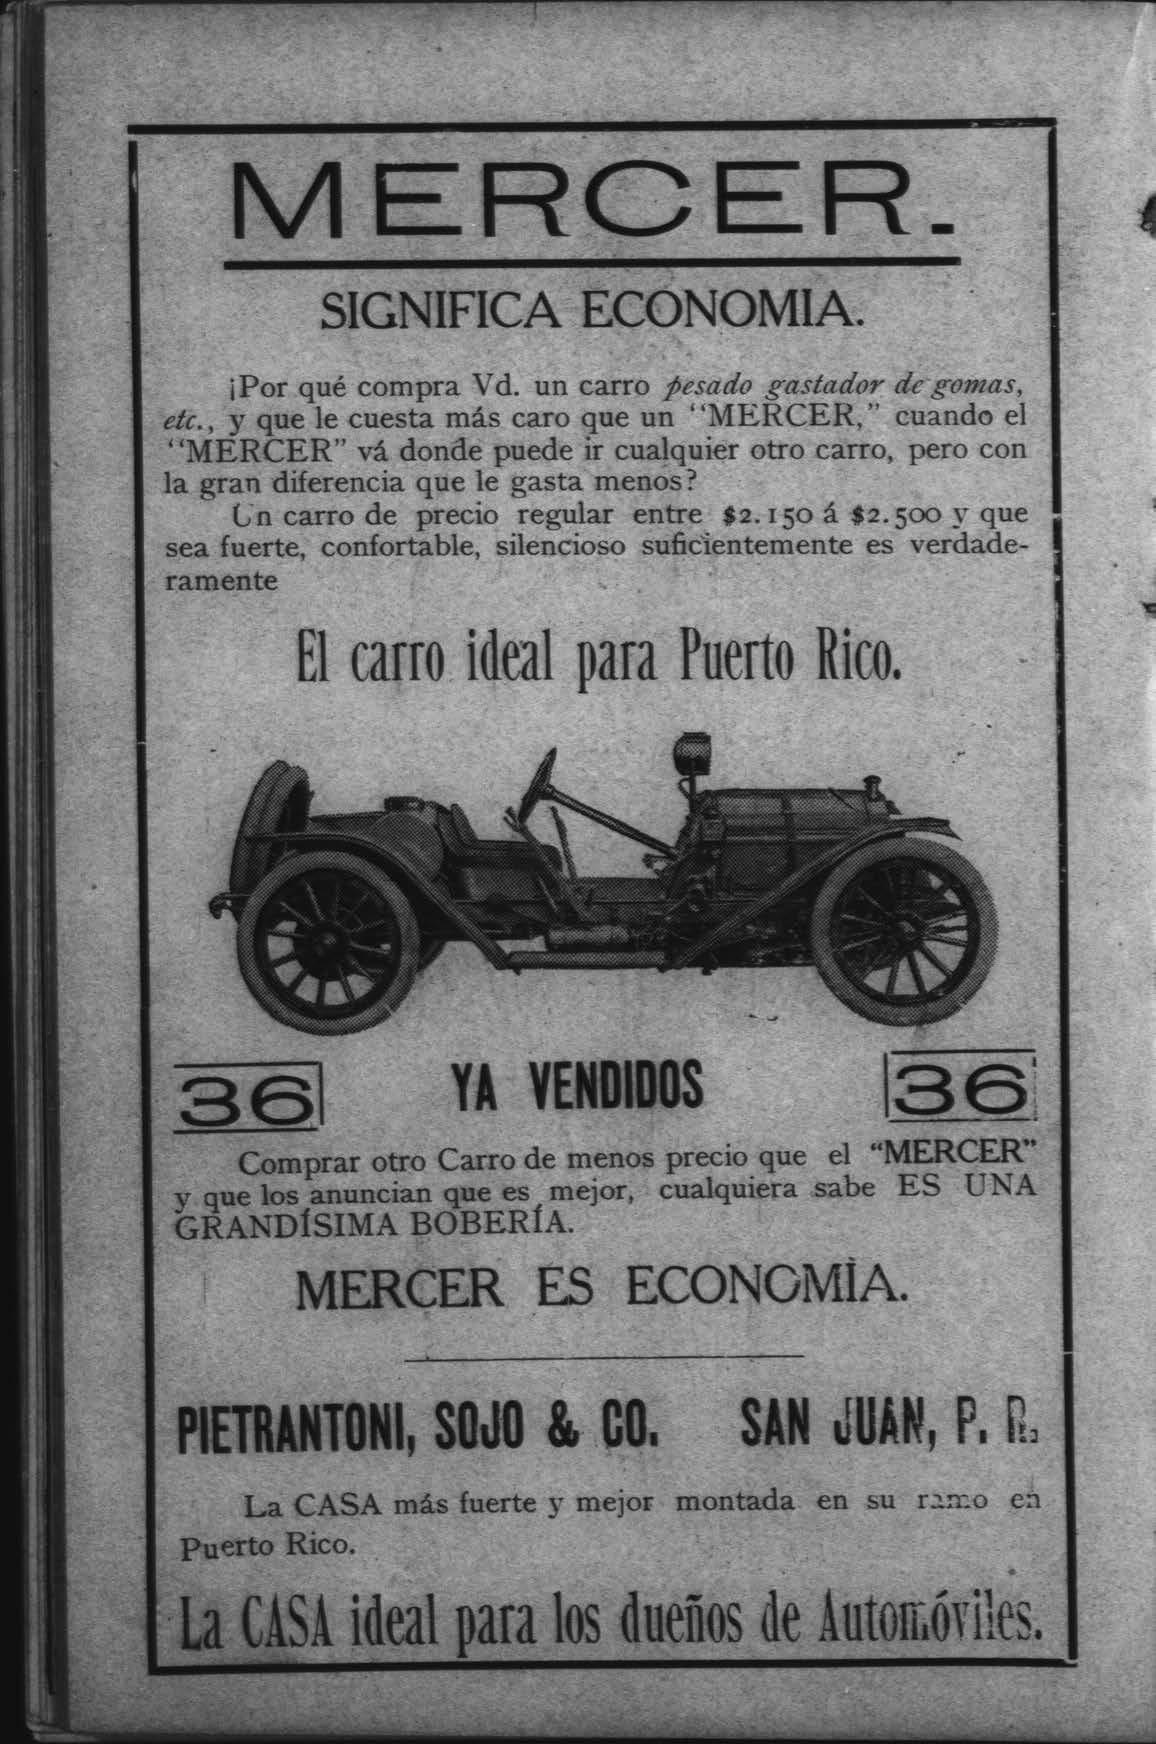 MERCER.
SIGNIFICA ECONOMIA.
¡Por qué compra Vd. un carro pesado gastador de gomas,
etc., y que le cuesta más caro que un "MERCER," cuando el
"MERCER" vá donde puede ir cualquier otro carro, pero con
la gran diferencia que le gasta menos?
Un carro de precio regular entre $2.150 á $2.500 y que
sea fuerte, confortable, silencioso suficientemente es verdade-
ramente
El carro ideal para Puerto Rico.
36 YA VENDIDOS 36
Comprar otro Carro de menos precio que el "MERCER"
y que los anuncian que es mejor, cualquiera sabe ES UNA
GRANDÍSIMA BOBERÍA.
MERCER ES ECONOMÌA.
PIETRANTONI, SOJO & CO. SAN JUAN, P. R.
La CASA más fuerte y mejor montada en su ramo en
Puerto Rico.
La CASA ideal para los dueños de Automóviles.